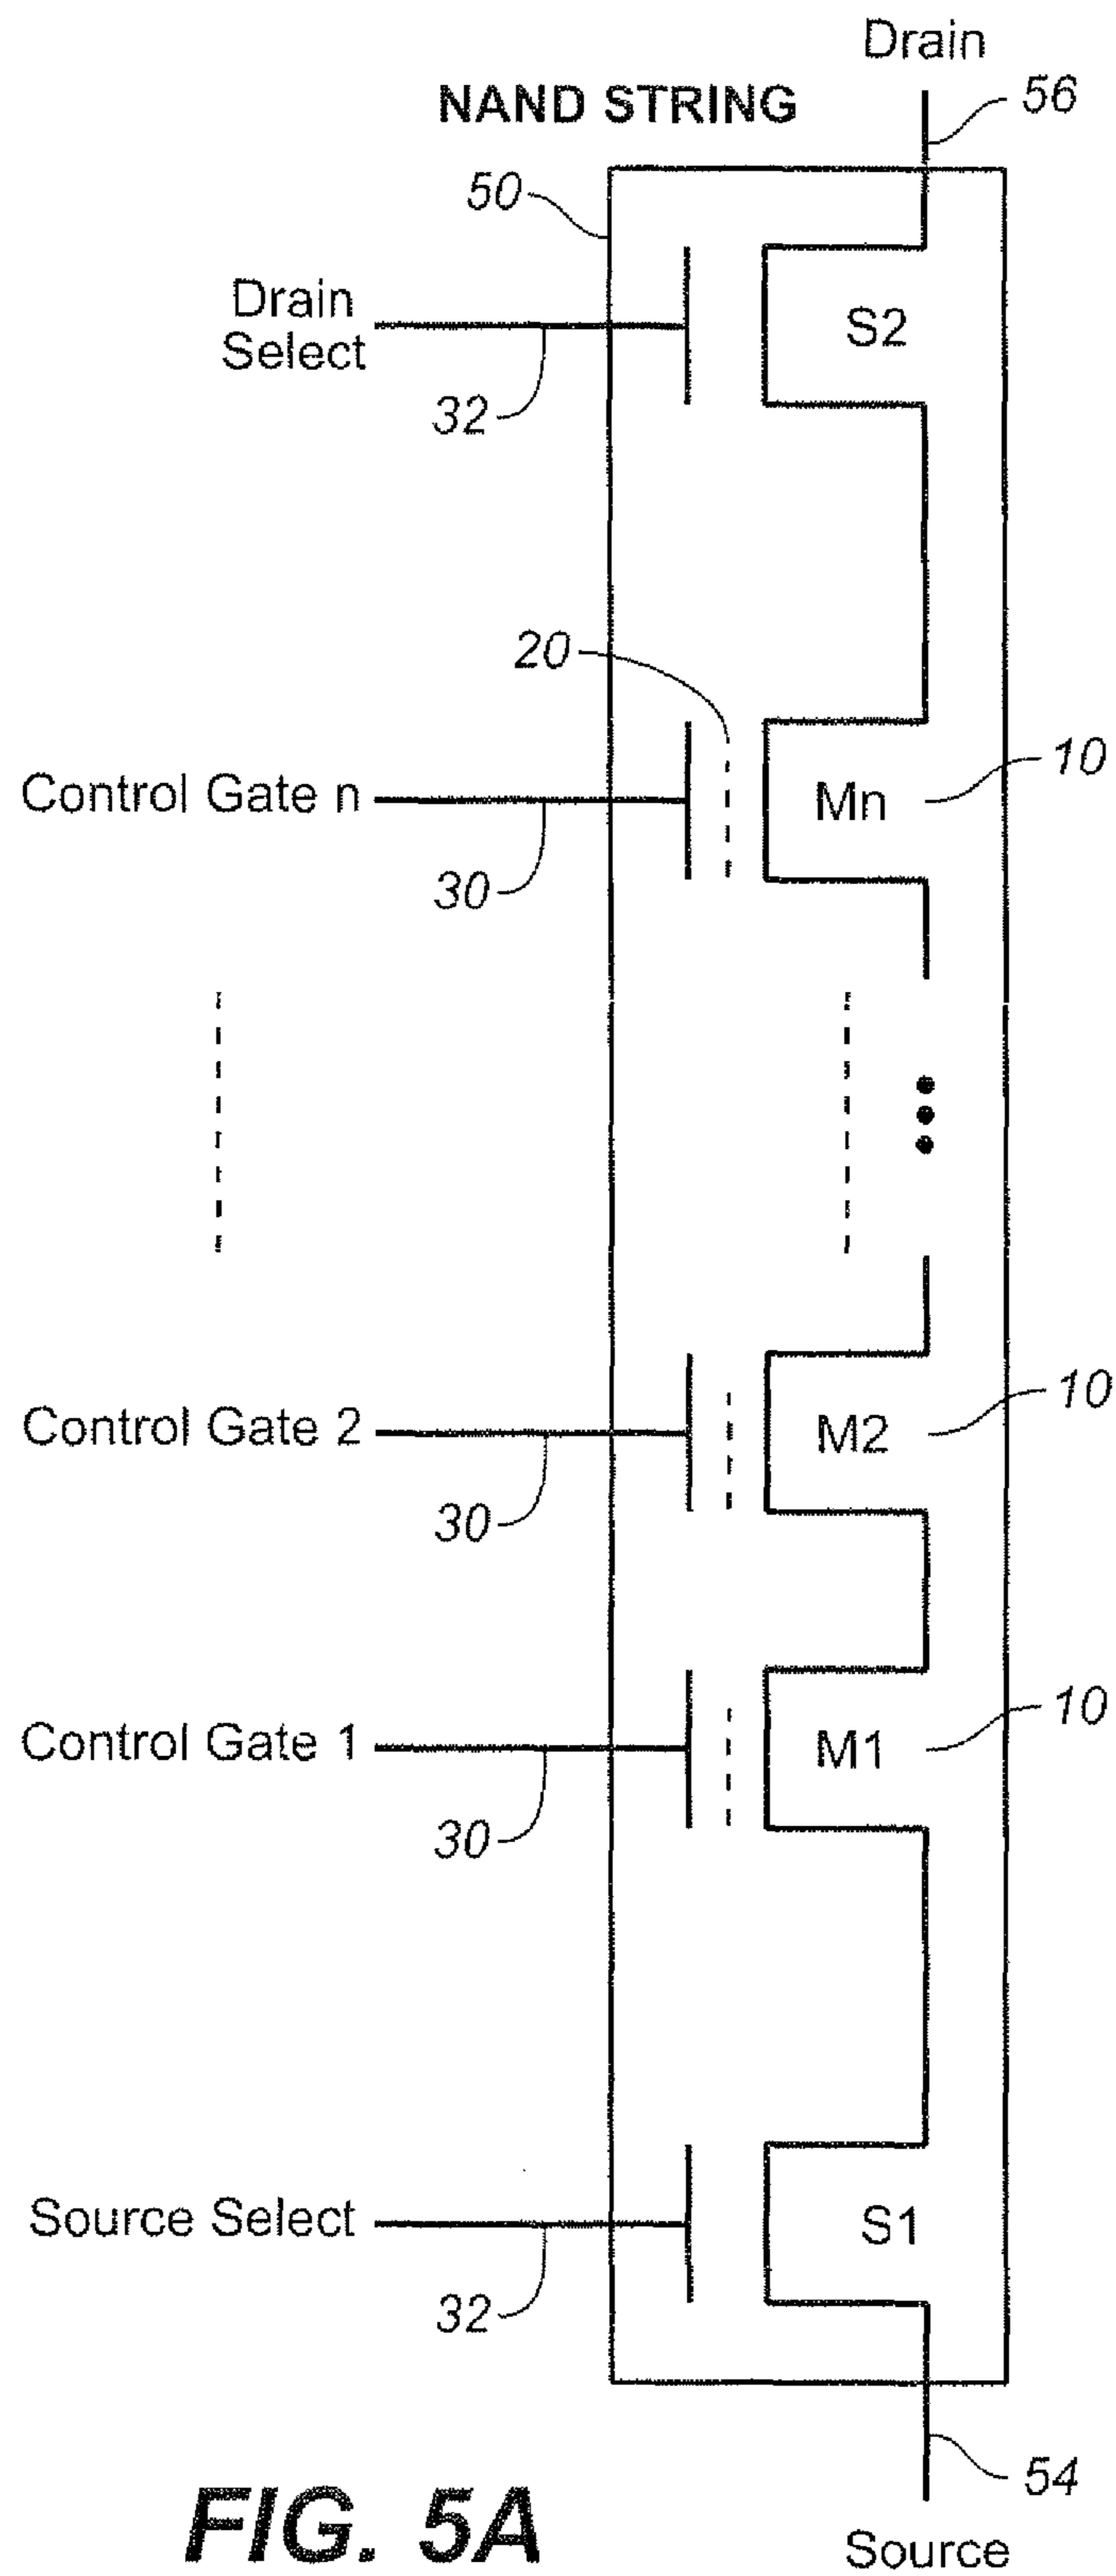 Drain
56
NAND STRING
50
Drain
Select
S2
32
20
10
Control Gate n
Mn
30
10
Control Gate 2
M2
30
10
Control Gate 1
M1
30
Source Select
S1
32
54
FIG. 5A
Source